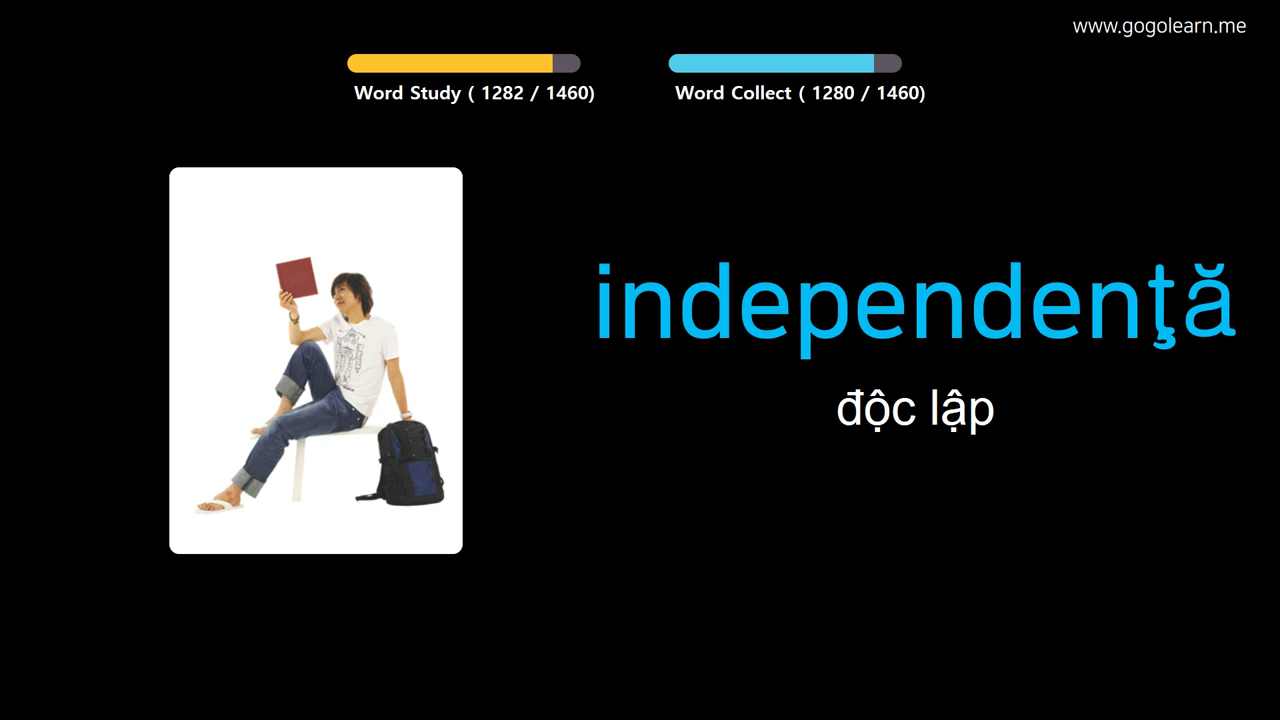 www.gogolearn.me
Word Study ( 1282 / 1460)
Word Collect ( 1280 / 1460)
independenţă
độc lập